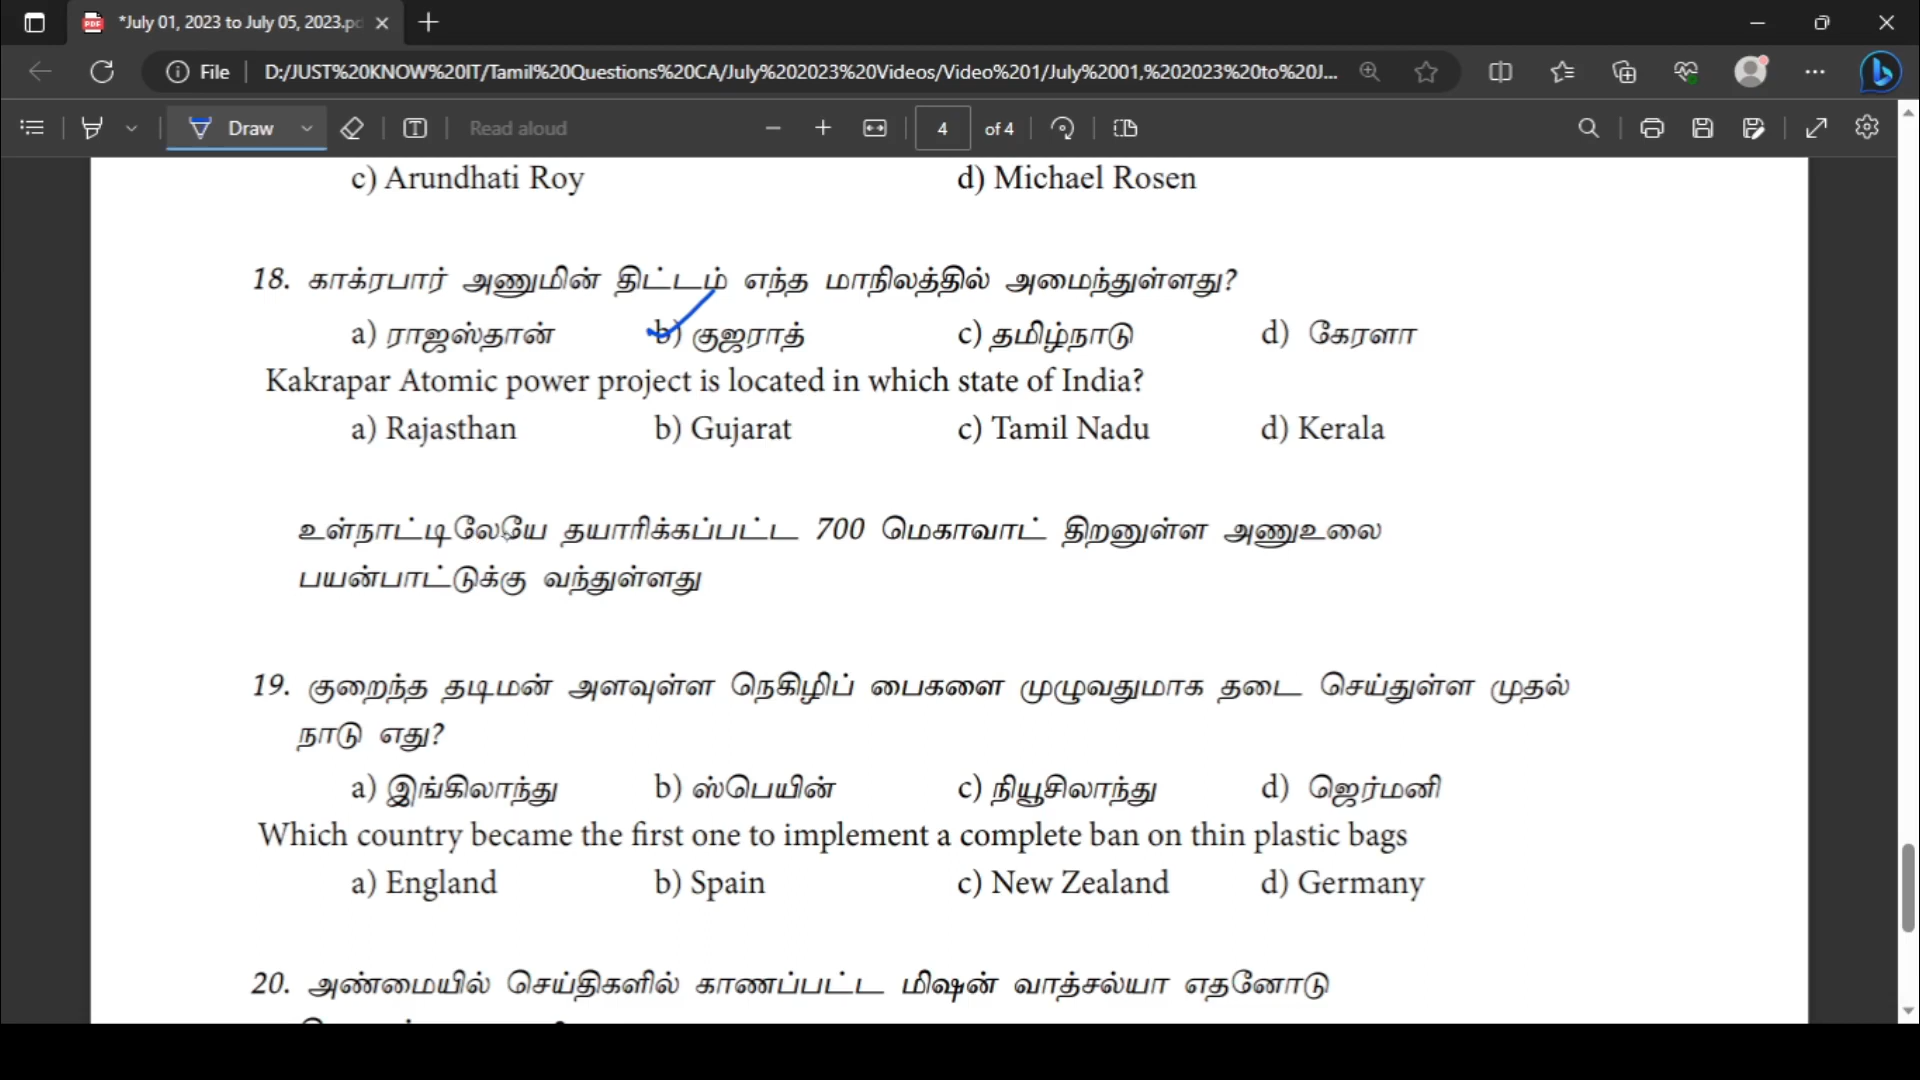 *July 01, 2023 to July 05, 2023.pd
File
D:/JUST%20KNOW%20IT/Tamil%20Questions%20CA/July%202023%20Videos/Video%201/July%2001,%202023%20to%20J...
Draw
Read aloud
4 of 4
c) Arundhati Roy d) Michael Rosen
18. காக்ரபார் அணுமின் திட்டம் எந்த மாநிலத்தில் அமைந்துள்ளது?
a) ராஜஸ்தான் b) குஜராத் c) தமிழ்நாடு d) கேரளா
Kakrapar Atomic power project is located in which state of India?
a) Rajasthan b) Gujarat c) Tamil Nadu d) Kerala
உள்நாட்டிலேயே தயாரிக்கப்பட்ட 700 மெகாவாட் திறனுள்ள அணுஉலை
பயன்பாட்டுக்கு வந்துள்ளது
19. குறைந்த தடிமன் அளவுள்ள நெகிழிப் பைகளை முழுவதுமாக தடை செய்துள்ள முதல்
நாடு எது?
a) இங்கிலாந்து b) ஸ்பெயின் c) நியூசிலாந்து d) ஜெர்மனி
Which country became the first one to implement a complete ban on thin plastic bags
a) England b) Spain c) New Zealand d) Germany
20. அண்மையில் செய்திகளில் காணப்பட்ட மிஷன் வாத்சல்யா எதனோடு